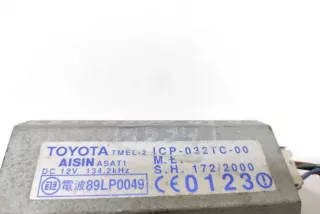 TOYOTA TMEL-2 ICP-032TC-00
AISIN ASAT1 M.E.
DC 12V 134.2kHz S.H. 172/2000
電波89LP0049 CE0123